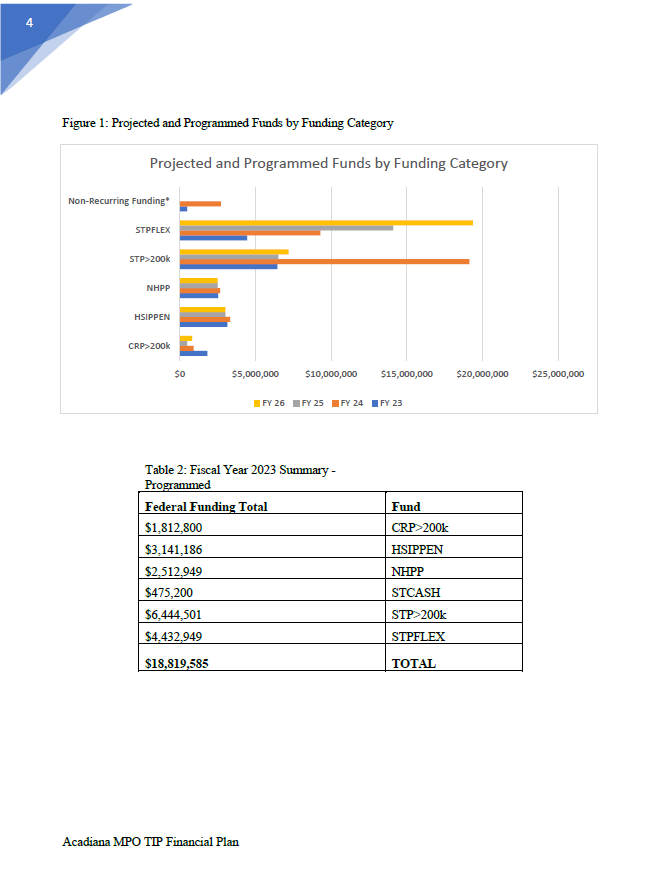 4
Figure 1: Projected and Programmed Funds by Funding Category
Projected and Programmed Funds by Funding Category
Non-Recurring Funding*
STPFLEX
STP>200k
NHPP
HSIPPEN
CRP>200k
$0 $5,000,000 $10,000,000 $15,000,000 $20,000,000 $25,000,000
FY 26 FY 25 FY 24 FY 23
Table 2: Fiscal Year 2023 Summary -
Programmed
Federal Funding Total Fund
$1,812,800 CRP>200k
$3,141,186 HSIPPEN
$2,512,949 NHPP
$475,200 STCASH
$6,444,501 STP>200k
$4,432,949 STPFLEX
$18,819,585 TOTAL
Acadiana MPO TIP Financial Plan